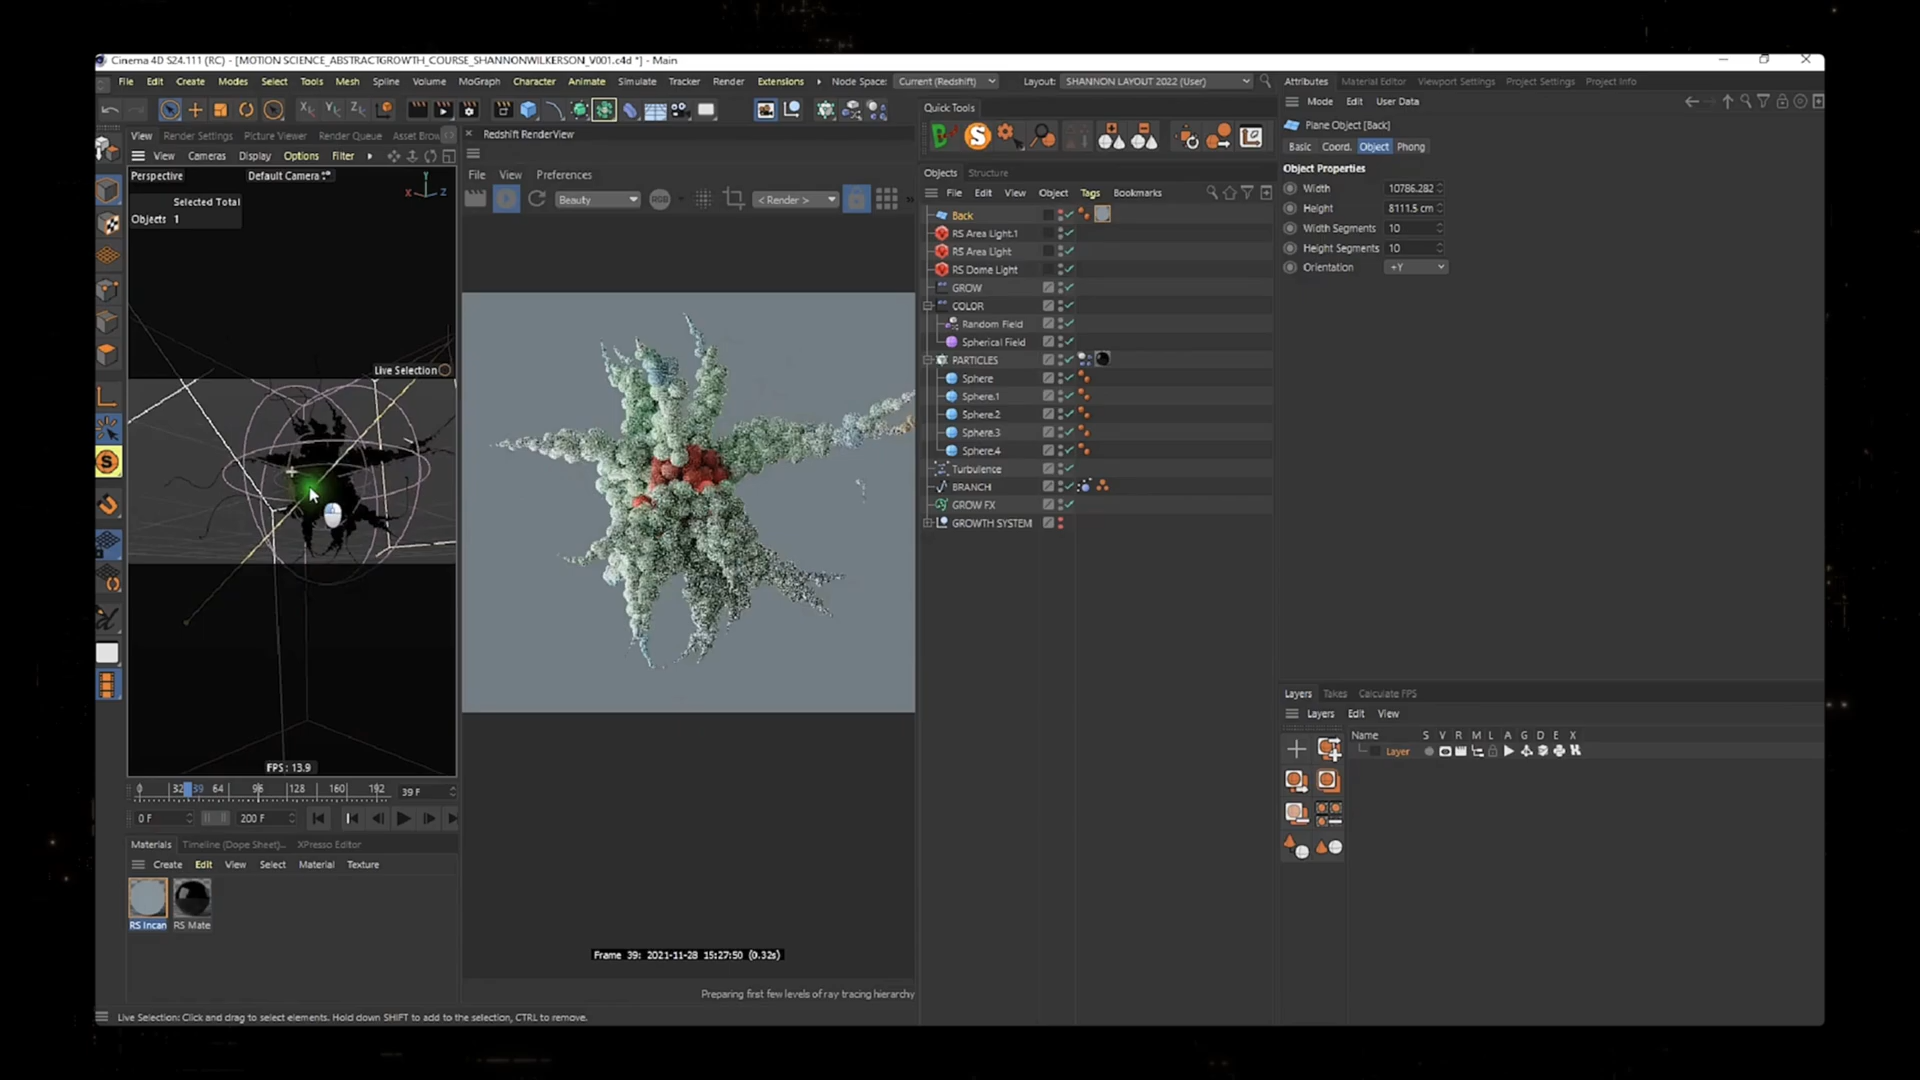 Cinema 4D S24.111 (RC) - [MOTION SCIENCE_ABSTRACTGROWTH_COURSE_SHANNONWILKERSON_V001.c4d *] - Main
File Edit Create Modes Select Tools Mesh Spline Volume MoGraph Character Animate Simulate Tracker Render Extensions Node Space: Current (Redshift) Layout: SHANNON LAYOUT 2022 (User)
Attributes Material Editor Viewport Settings Project Settings Project Info
Mode Edit User Data
Quick Tools
Plane Object [Back]
Basic Coord. Object Phong
Object Properties
Width 10786.282
Height 8111.5 cm
Width Segments 10
Height Segments 10
Orientation +Y
View Render Settings Picture Viewer Render Queue Asset Brow
View Cameras Display Options Filter
Perspective
Default Camera
Y
X
Z
Selected Total
Objects 1
Live Selection
FPS : 13.9
Redshift RenderView
File View Preferences
Beauty
RGB
< Render >
Frame 39: 2021-11-28 15:27:50 (0.32s)
Preparing first few levels of ray tracing hierarchy
Objects Structure
File Edit View Object Tags Bookmarks
Back
RS Area Light.1
RS Area Light
RS Dome Light
GROW
COLOR
Random Field
Spherical Field
PARTICLES
Sphere
Sphere.1
Sphere.2
Sphere.3
Sphere.4
Turbulence
BRANCH
GROW FX
GROWTH SYSTEM
Layers Takes Calculate FPS
Layers Edit View
Name S V R M L A G D E X
Layer
0 32 39 64 96 128 160 192 39 F
0 F 200 F
Materials Timeline (Dope Sheet)... XPresso Editor
Create Edit View Select Material Texture
RS Incan RS Mate
Live Selection: Click and drag to select elements. Hold down SHIFT to add to the selection, CTRL to remove.